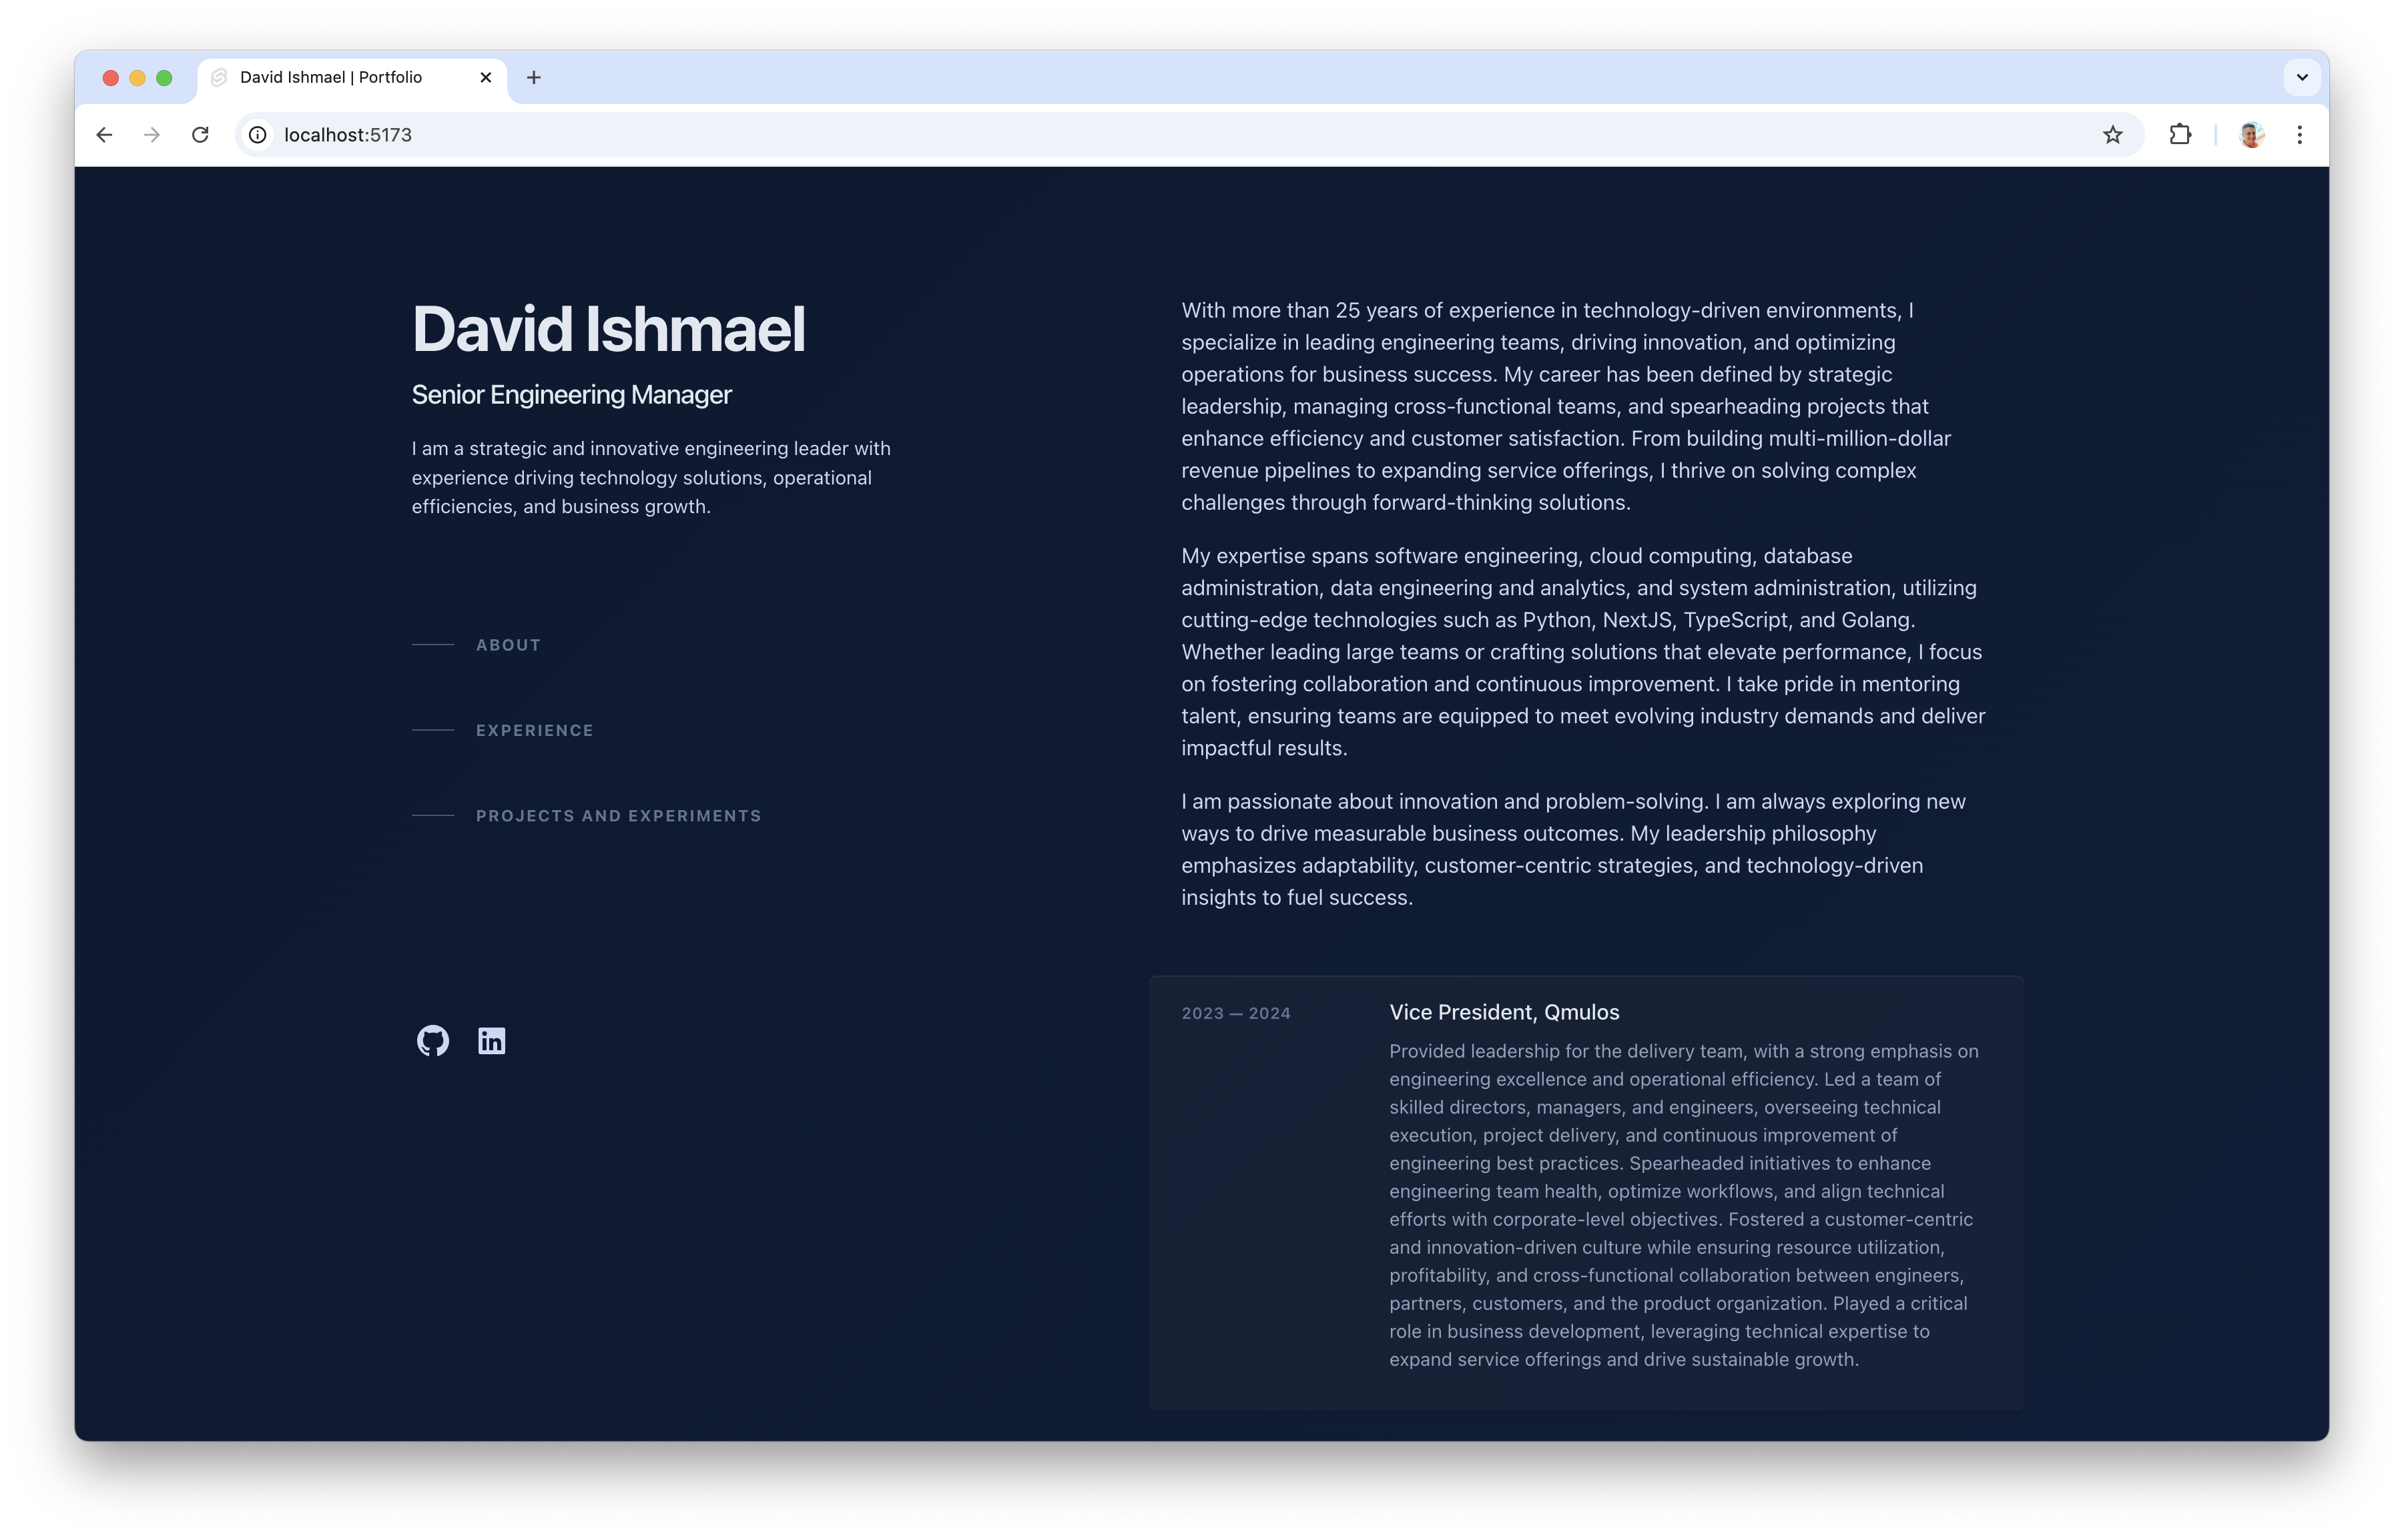 David Ishmael | Portfolio
localhost:5173
David Ishmael
Senior Engineering Manager
I am a strategic and innovative engineering leader with
experience driving technology solutions, operational
efficiencies, and business growth.
ABOUT
EXPERIENCE
PROJECTS AND EXPERIMENTS
With more than 25 years of experience in technology-driven environments, I
specialize in leading engineering teams, driving innovation, and optimizing
operations for business success. My career has been defined by strategic
leadership, managing cross-functional teams, and spearheading projects that
enhance efficiency and customer satisfaction. From building multi-million-dollar
revenue pipelines to expanding service offerings, I thrive on solving complex
challenges through forward-thinking solutions.
My expertise spans software engineering, cloud computing, database
administration, data engineering and analytics, and system administration, utilizing
cutting-edge technologies such as Python, NextJS, TypeScript, and Golang.
Whether leading large teams or crafting solutions that elevate performance, I focus
on fostering collaboration and continuous improvement. I take pride in mentoring
talent, ensuring teams are equipped to meet evolving industry demands and deliver
impactful results.
I am passionate about innovation and problem-solving. I am always exploring new
ways to drive measurable business outcomes. My leadership philosophy
emphasizes adaptability, customer-centric strategies, and technology-driven
insights to fuel success.
2023 — 2024
Vice President, Qmulos
Provided leadership for the delivery team, with a strong emphasis on
engineering excellence and operational efficiency. Led a team of
skilled directors, managers, and engineers, overseeing technical
execution, project delivery, and continuous improvement of
engineering best practices. Spearheaded initiatives to enhance
engineering team health, optimize workflows, and align technical
efforts with corporate-level objectives. Fostered a customer-centric
and innovation-driven culture while ensuring resource utilization,
profitability, and cross-functional collaboration between engineers,
partners, customers, and the product organization. Played a critical
role in business development, leveraging technical expertise to
expand service offerings and drive sustainable growth.